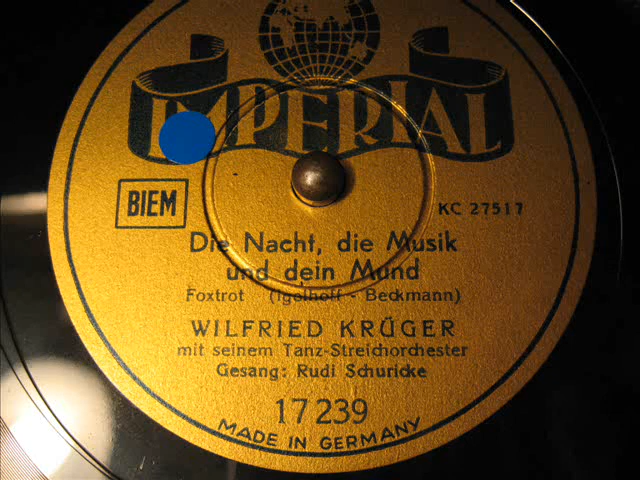 IMPERIAL
BIEM
KC 27517
Die Nacht, die Musik
und dein Mund
Foxtrot (Igelhoff - Beckmann)
WILFRIED KRÜGER
mit seinem Tanz-Streichorchester
Gesang: Rudi Schuricke
17239
MADE IN GERMANY